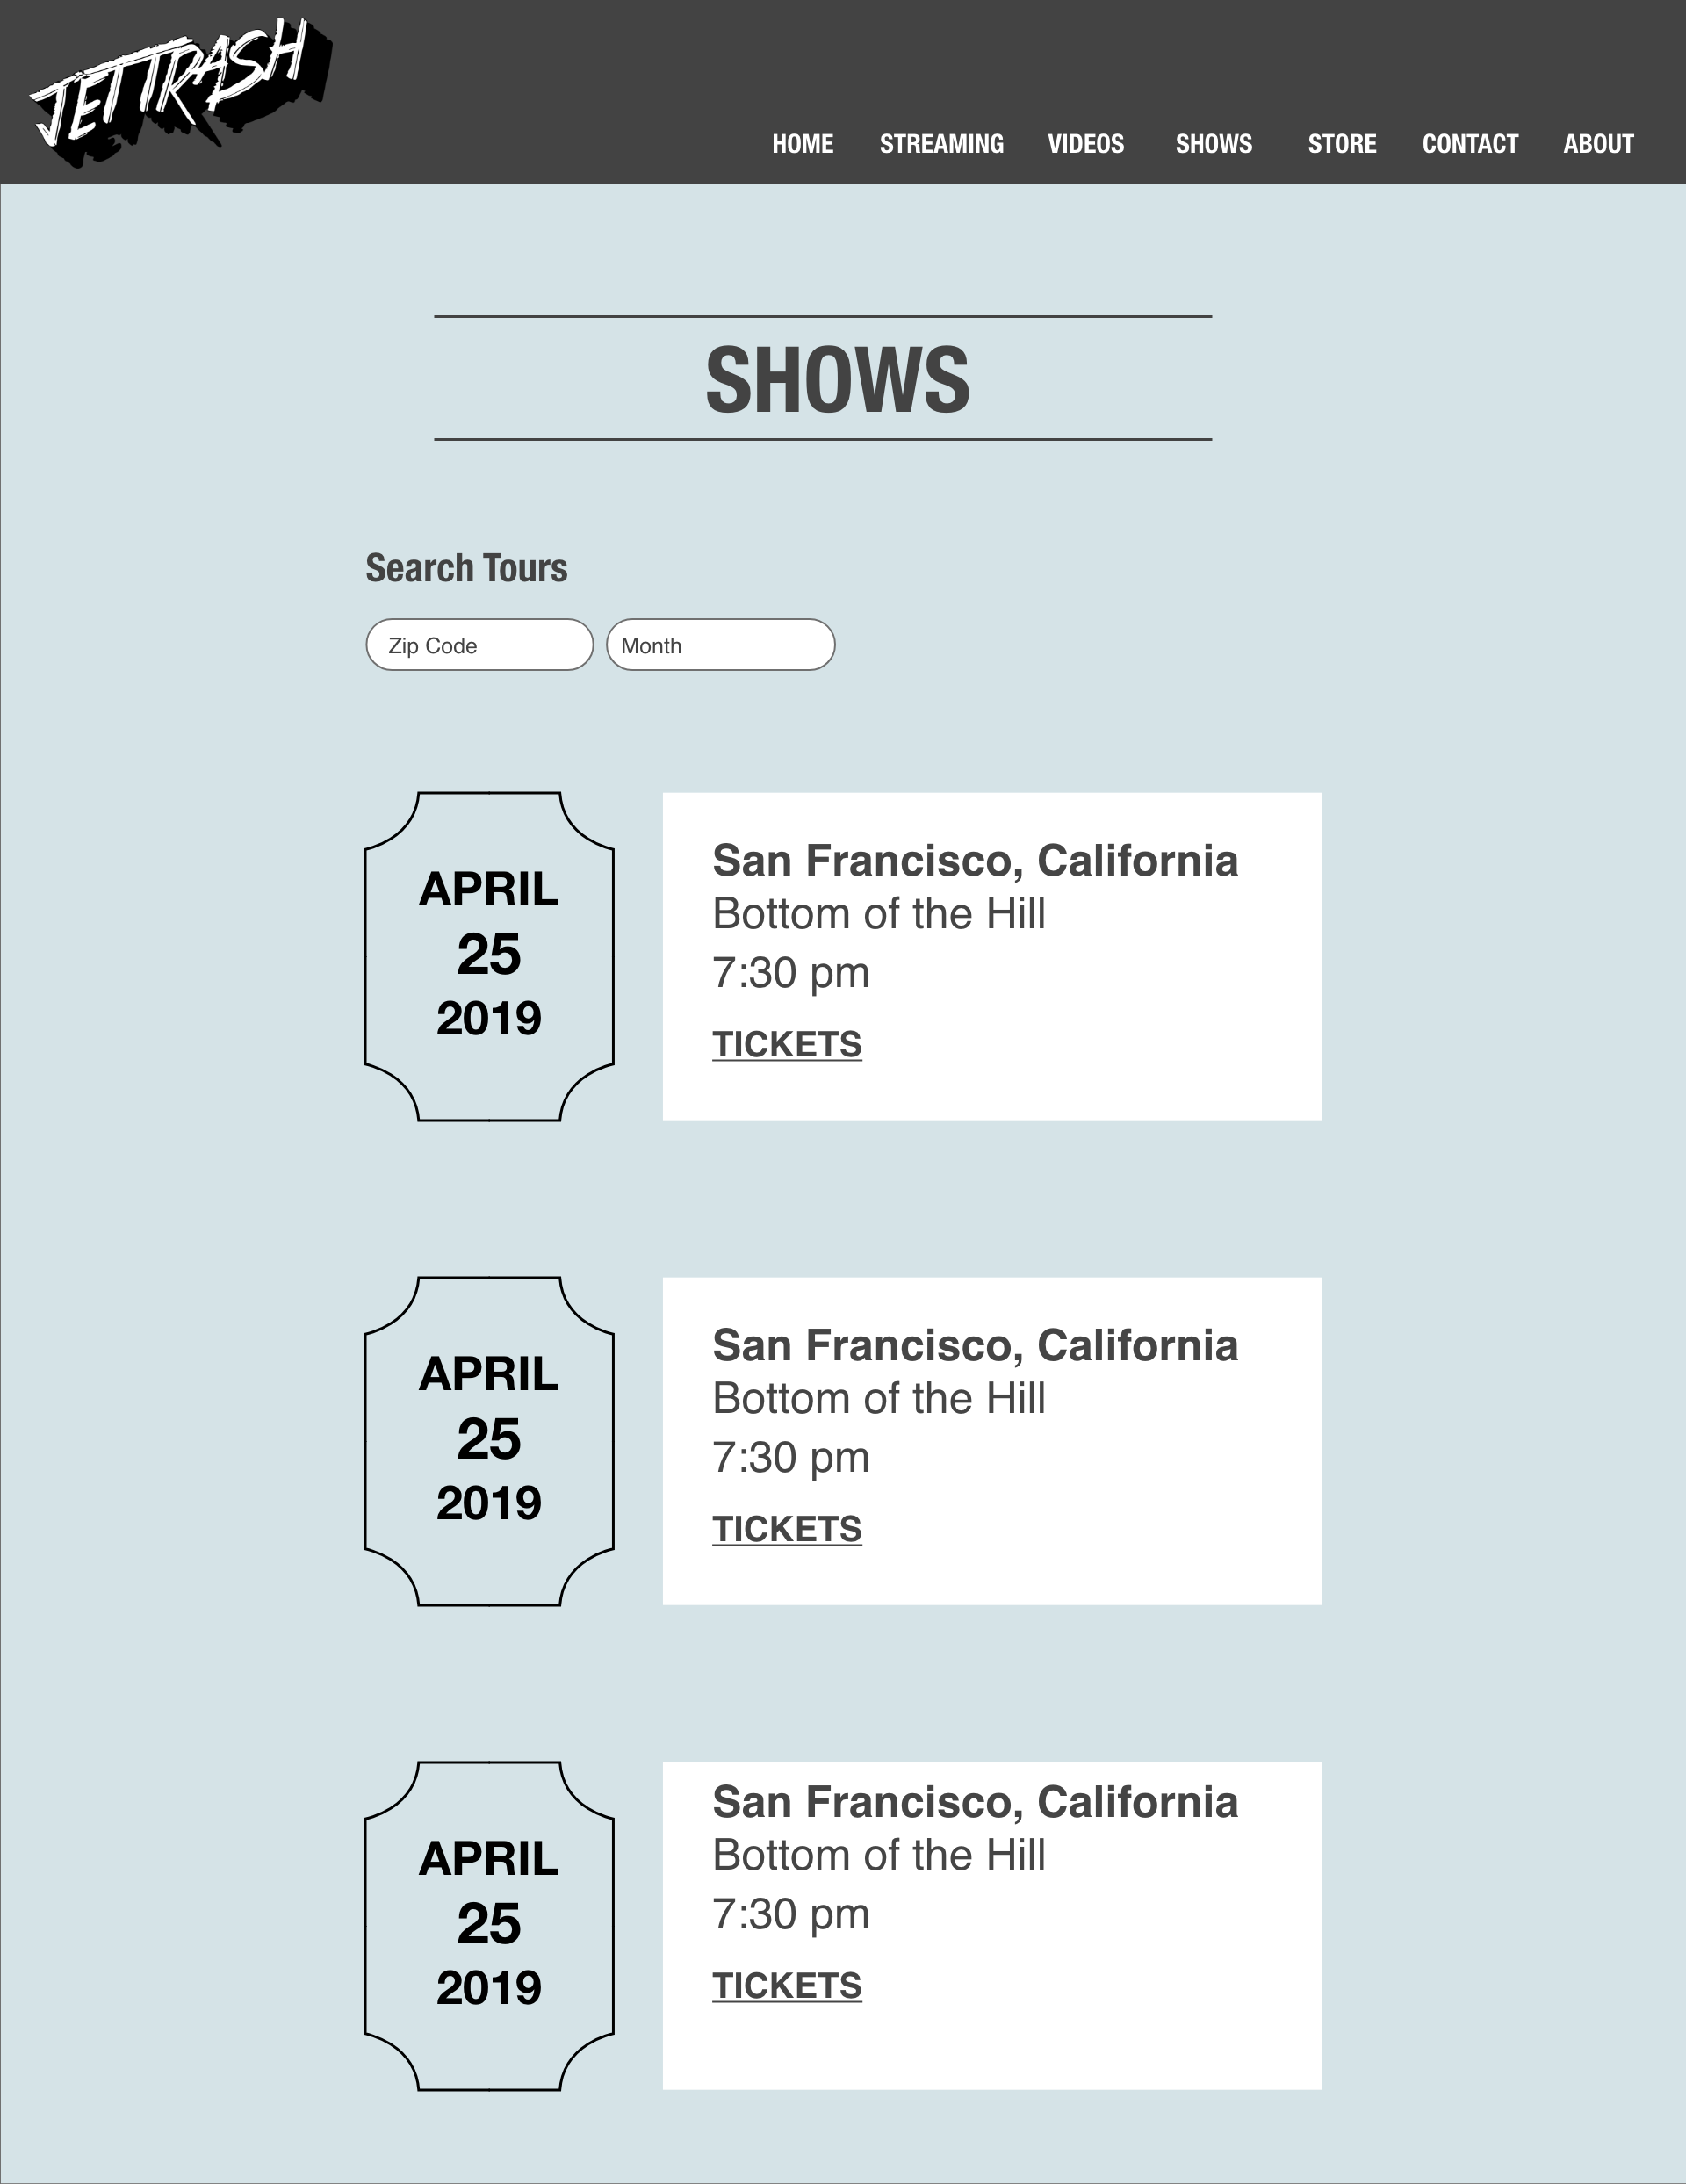 JETTRASH
HOME STREAMING VIDEOS SHOWS STORE CONTACT ABOUT
SHOWS
Search Tours
Zip Code Month
APRIL
25
2019
San Francisco, California
Bottom of the Hill
7:30 pm
TICKETS
APRIL
25
2019
San Francisco, California
Bottom of the Hill
7:30 pm
TICKETS
APRIL
25
2019
San Francisco, California
Bottom of the Hill
7:30 pm
TICKETS